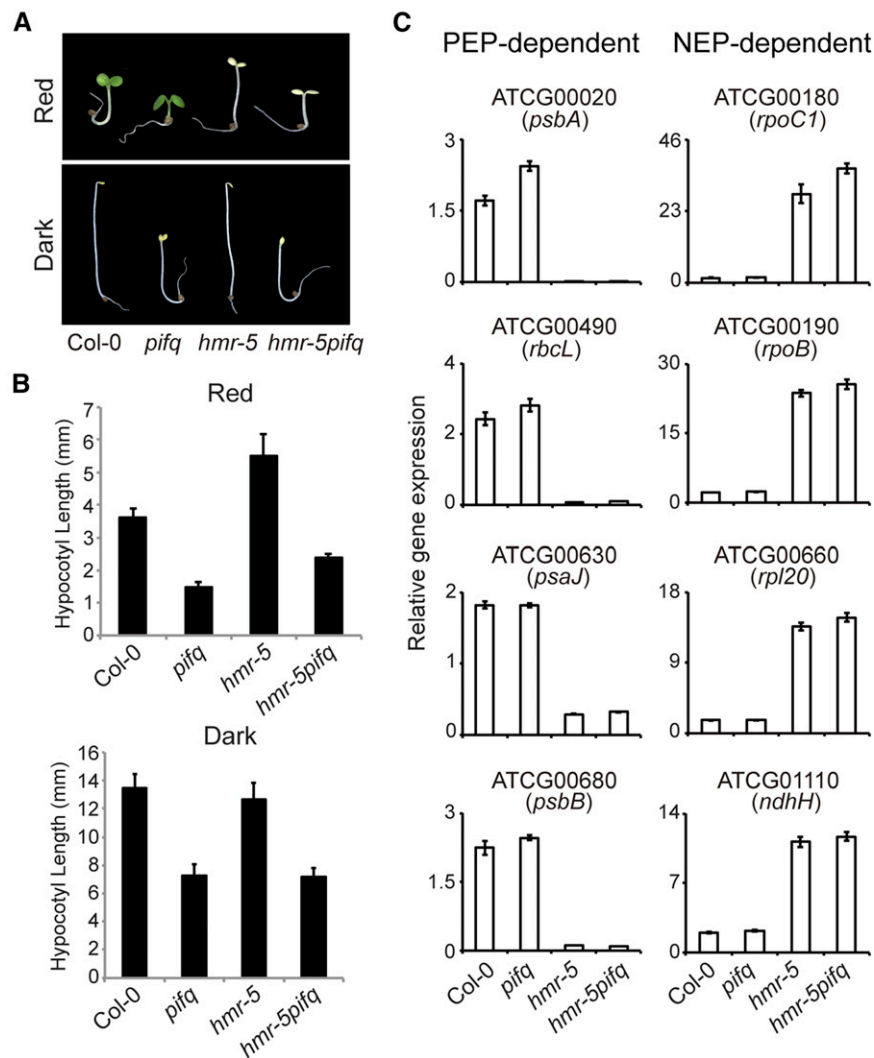 A
Red
Dark
Col-0 pifq hmr-5 hmr-5pifq
B
Red
Hypocotyl Length (mm)
7
6
5
4
3
2
1
0
Col-0
pifq
hmr-5
hmr-5pifq
Dark
Hypocotyl Length (mm)
16
14
12
10
8
6
4
2
0
Col-0
pifq
hmr-5
hmr-5pifq
C
PEP-dependent
NEP-dependent
Relative gene expression
ATCG00020
(psbA)
3
1.5
0
ATCG00180
(rpoC1)
46
23
0
ATCG00490
(rbcL)
4
2
0
ATCG00190
(rpoB)
30
15
0
ATCG00630
(psaJ)
2
1
0
ATCG00660
(rpl20)
18
9
0
ATCG00680
(psbB)
3
1.5
0
ATCG01110
(ndhH)
14
7
0
Col-0
pifq
hmr-5
hmr-5pifq
Col-0
pifq
hmr-5
hmr-5pifq